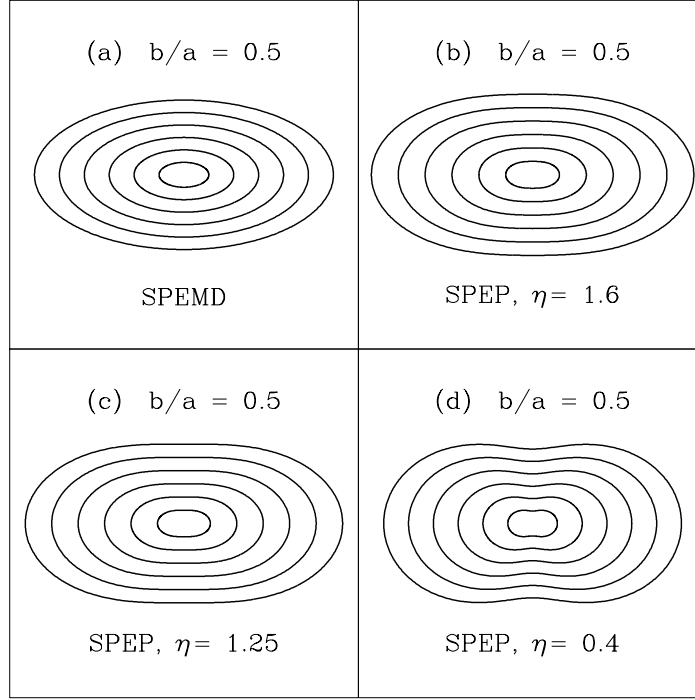 (a) b/a = 0.5
SPEMD
(b) b/a = 0.5
SPEP, η= 1.6
(c) b/a = 0.5
SPEP, η= 1.25
(d) b/a = 0.5
SPEP, η= 0.4